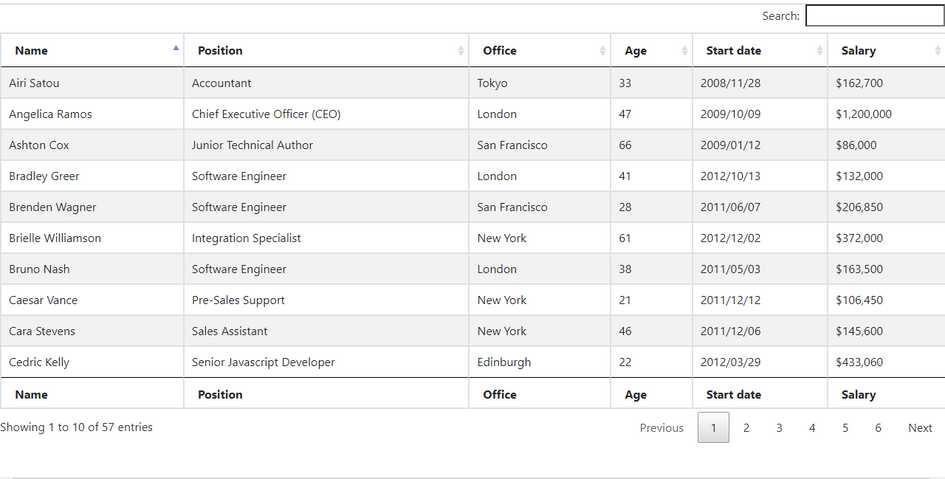 Search:
Name Position Office Age Start date Salary
Airi Satou Accountant Tokyo 33 2008/11/28 $162,700
Angelica Ramos Chief Executive Officer (CEO) London 47 2009/10/09 $1,200,000
Ashton Cox Junior Technical Author San Francisco 66 2009/01/12 $86,000
Bradley Greer Software Engineer London 41 2012/10/13 $132,000
Brenden Wagner Software Engineer San Francisco 28 2011/06/07 $206,850
Brielle Williamson Integration Specialist New York 61 2012/12/02 $372,000
Bruno Nash Software Engineer London 38 2011/05/03 $163,500
Caesar Vance Pre-Sales Support New York 21 2011/12/12 $106,450
Cara Stevens Sales Assistant New York 46 2011/12/06 $145,600
Cedric Kelly Senior Javascript Developer Edinburgh 22 2012/03/29 $433,060
Name Position Office Age Start date Salary
Showing 1 to 10 of 57 entries Previous 1 2 3 4 5 6 Next